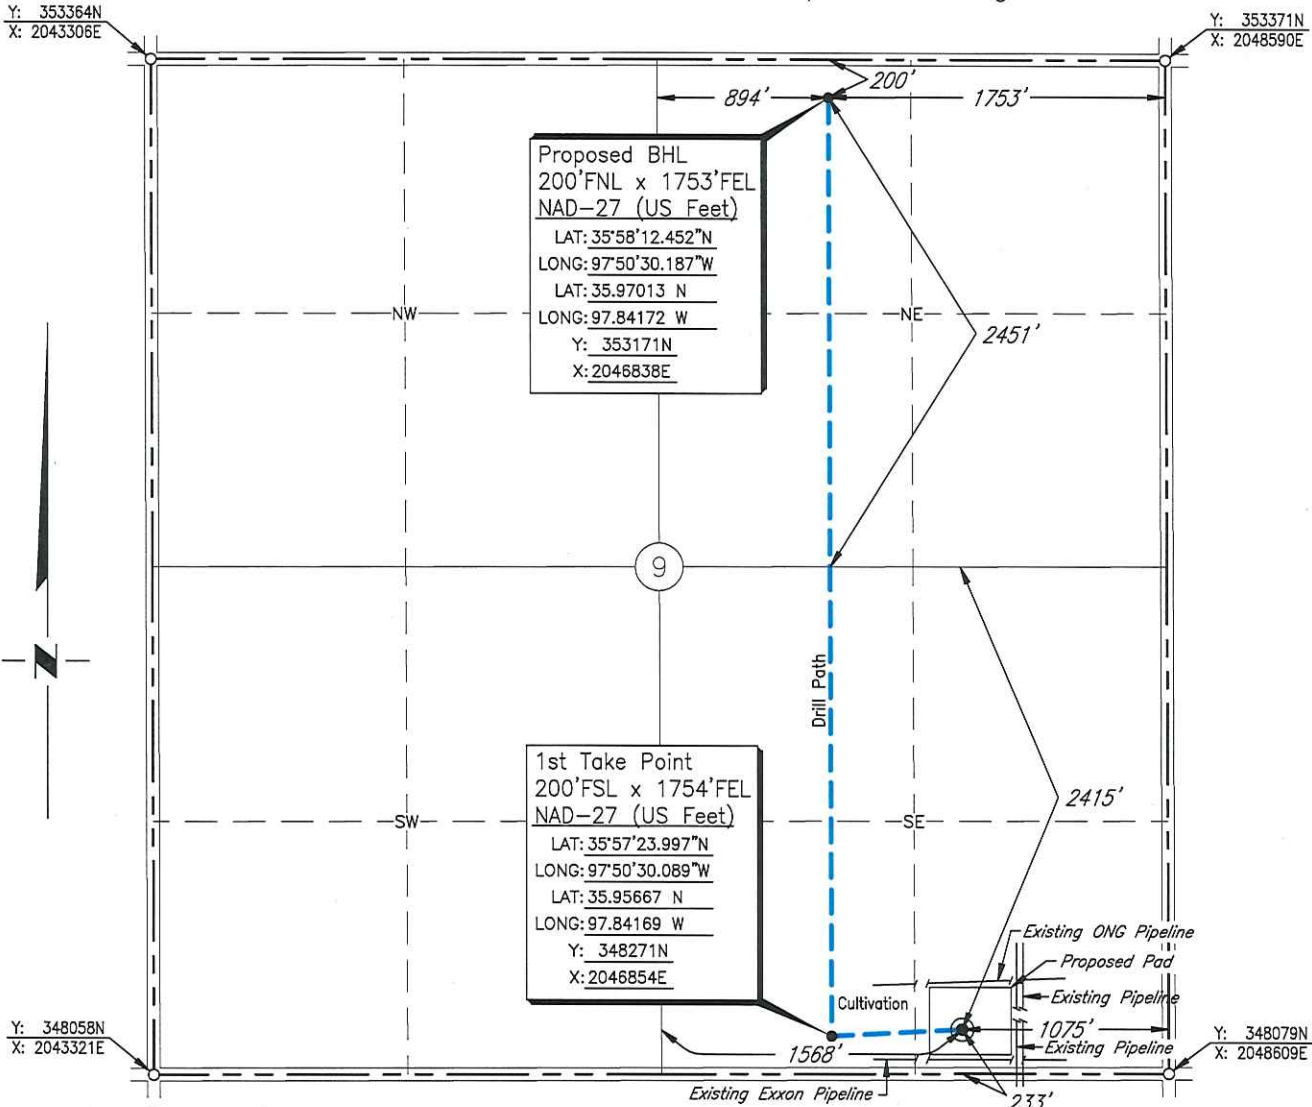 Y: 353364N
X: 2043306E
Y: 353371N
X: 2048590E
200'
894'
1753'
Proposed BHL
200'FNL x 1753'FEL
NAD-27 (US Feet)
LAT: 35°58'12.452"N
LONG: 97°50'30.187"W
LAT: 35.97013 N
LONG: 97.84172 W
Y: 353171N
X: 2046838E
NW
NE
2451'
9
N
Drill Path
1st Take Point
200'FSL x 1754'FEL
NAD-27 (US Feet)
LAT: 35°57'23.997"N
LONG: 97°50'30.089"W
LAT: 35.95667 N
LONG: 97.84169 W
Y: 348271N
X: 2046854E
SW
SE
2415'
Existing ONG Pipeline
Proposed Pad
Existing Pipeline
Cultivation
1075'
Existing Pipeline
1568'
Y: 348058N
X: 2043321E
Y: 348079N
X: 2048609E
Existing Exxon Pipeline
233'